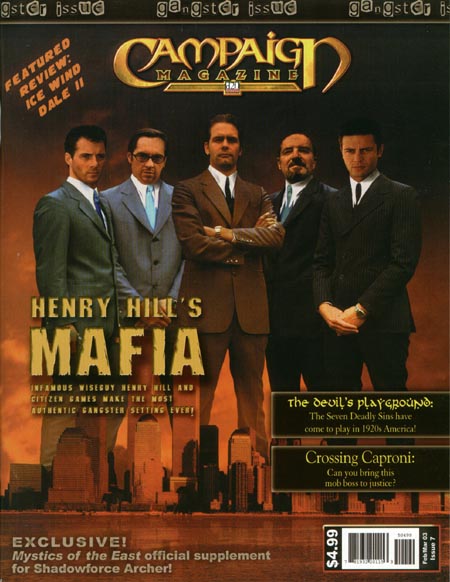 gster issue gangster issue gangster iss
CAMPAIGN
MAGAZINE
FEATURED
REVIEW:
ICE WIND
DALE II
HENRY HILL'S
MAFIA
INFAMOUS WISEGUY HENRY HILL AND
CITIZEN GAMES MAKE THE MOST
AUTHENTIC GANGSTER SETTING EVER!
The Devil's Playground:
The Seven Deadly Sins have
come to play in 1920s America!
Crossing Caproni:
Can you bring this
mob boss to justice?
EXCLUSIVE!
Mystics of the East official supplement
for Shadowforce Archer!
$4.99
Feb/Mar 03
Issue 7